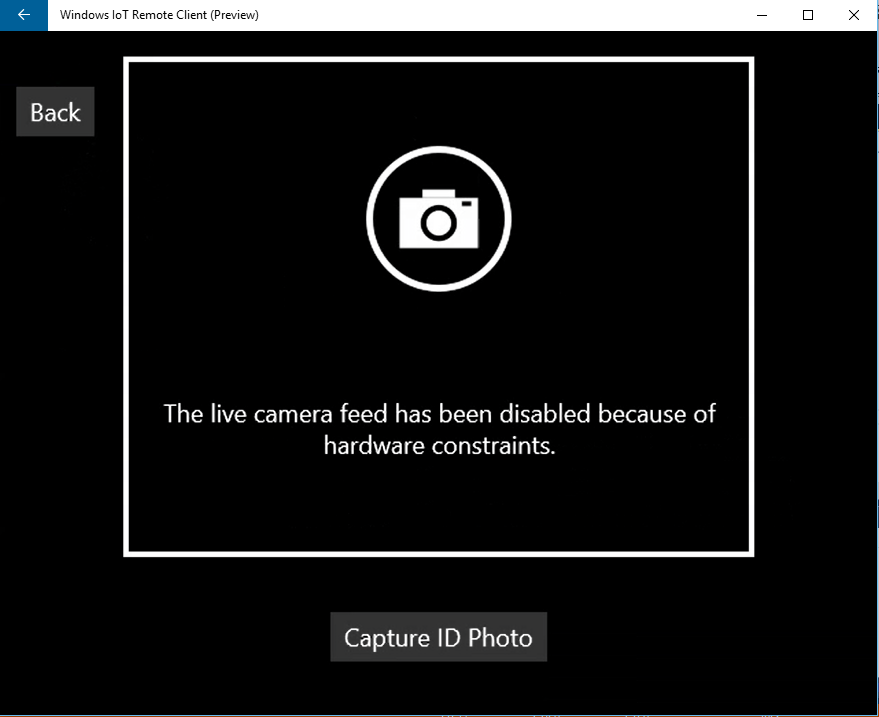 Windows IoT Remote Client (Preview)
Back
The live camera feed has been disabled because of
hardware constraints.
Capture ID Photo